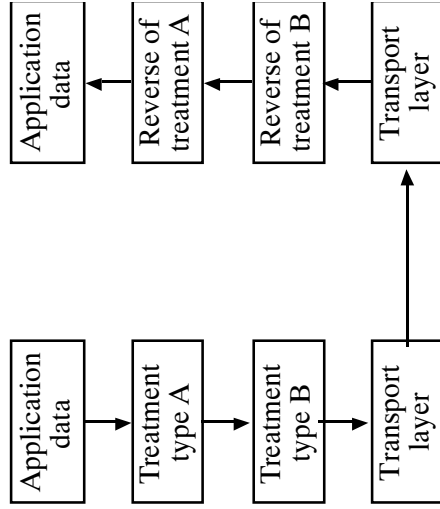 Application
data
Treatment
type A
Treatment
type B
Transport
layer
Application
data
Reverse of
treatment A
Reverse of
treatment B
Transport
layer